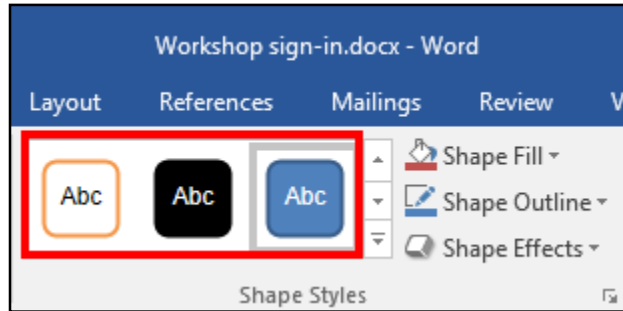 Workshop sign-in.docx - Word
Layout References Mailings Review
Abc Abc Abc
Shape Fill
Shape Outline
Shape Effects
Shape Styles